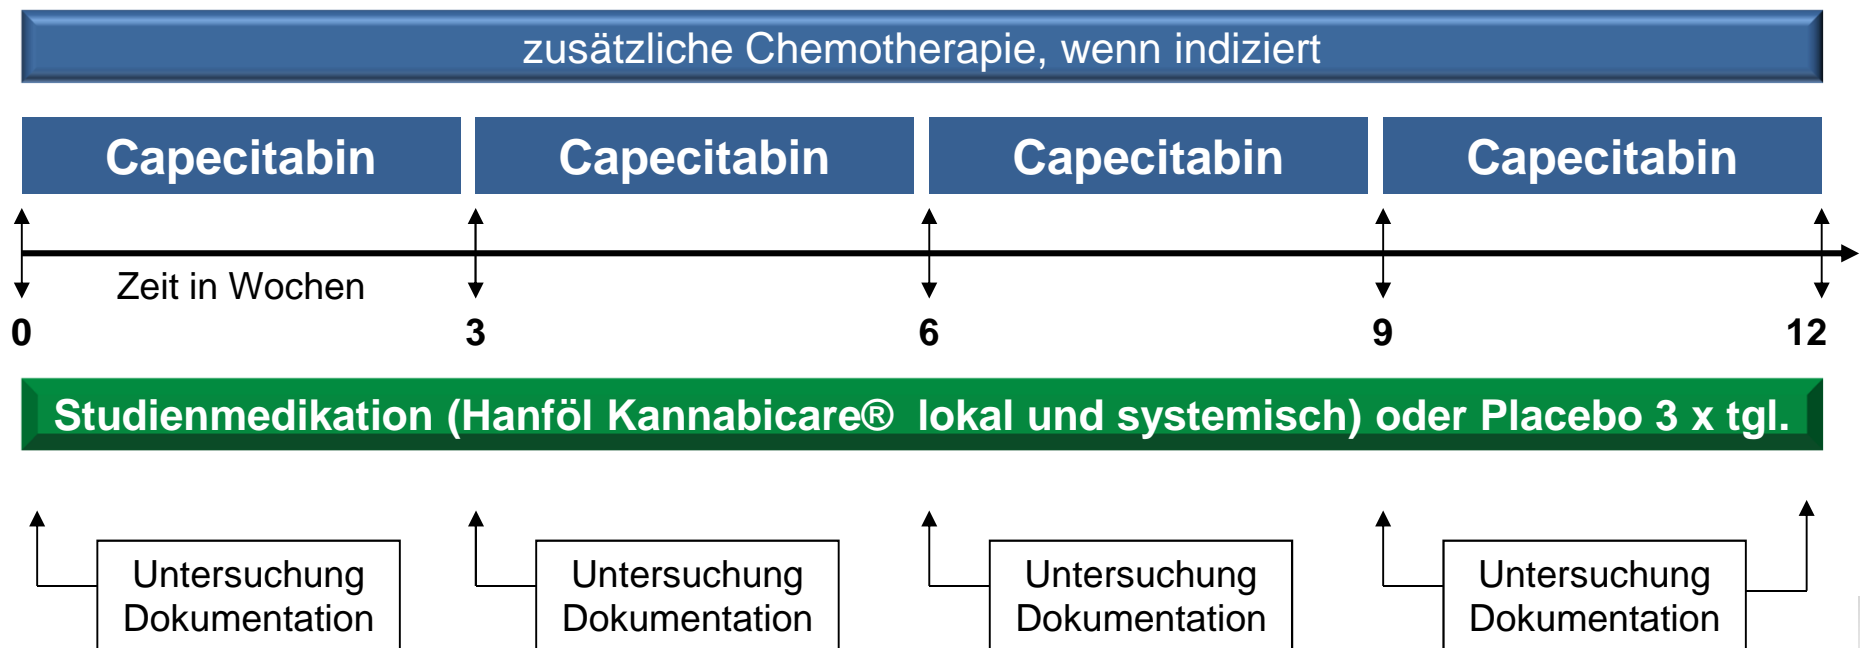 zusätzliche Chemotherapie, wenn indiziert
Capecitabin Capecitabin Capecitabin Capecitabin
Zeit in Wochen
0 3 6 9 12
Studienmedikation (Hanföl Kannabicare® lokal und systemisch) oder Placebo 3 x tgl.
Untersuchung Untersuchung Untersuchung Untersuchung
Dokumentation Dokumentation Dokumentation Dokumentation